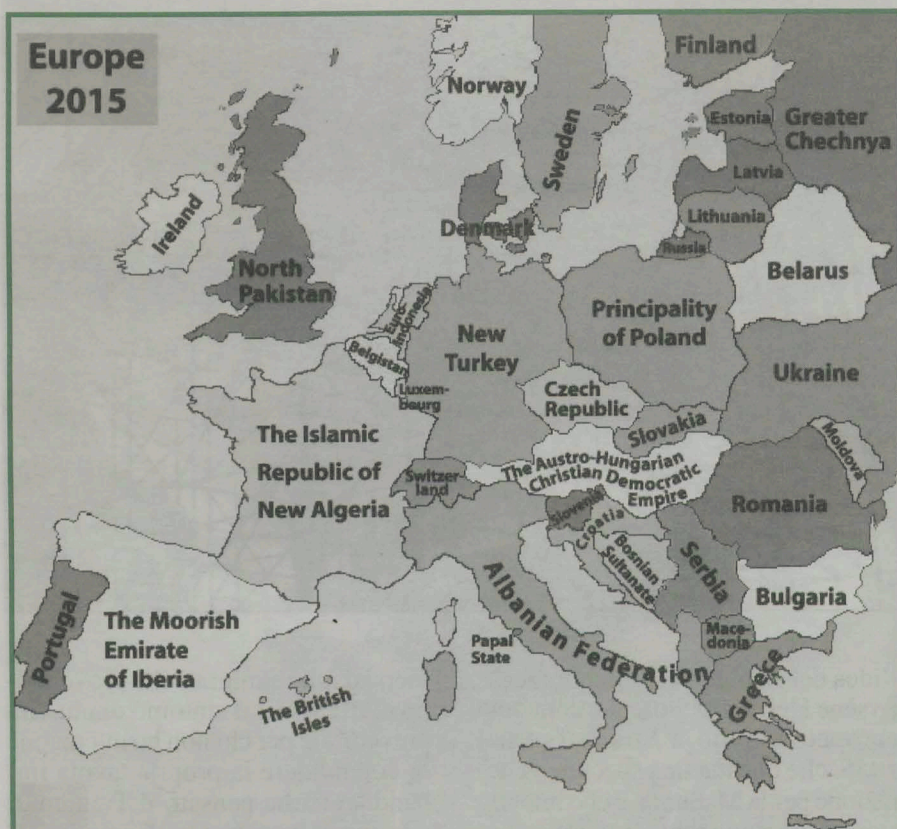 Europe
2015
Finland
Norway
Sweden
Estonia
Greater
Chechnya
Latvia
Lithuania
Russia
Denmark
Ireland
North
Pakistan
Belarus
Euro-
Indonesia
Belgistan
Luxem-
bourg
New
Turkey
Principality
of Poland
Ukraine
Czech
Republic
Slovakia
Moldova
The Islamic
Republic of
New Algeria
Switzer-
land
The Austro-Hungarian
Christian Democratic
Empire
Romania
Slovenia
Croatia
Bosnian
Sultanate
Serbia
Bulgaria
Portugal
The Moorish
Emirate
of Iberia
The British
Isles
Papal
State
Albanian Federation
Mace-
donia
Greece